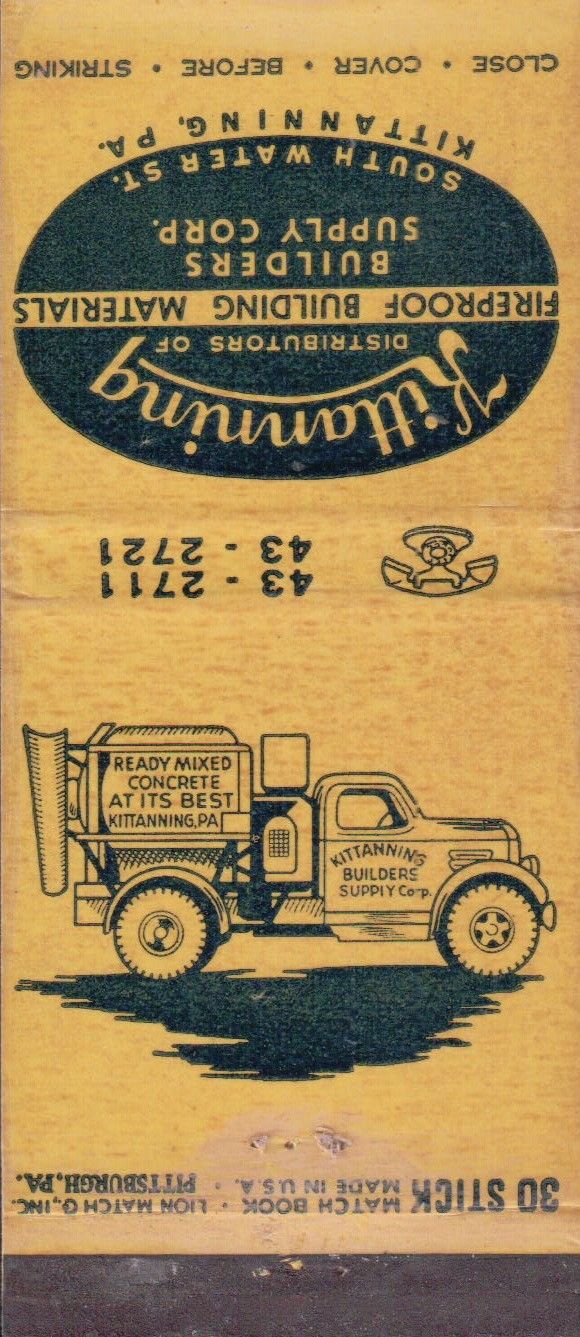 CLOSE • COVER • BEFORE • STRIKING
Kittanning
DISTRIBUTORS OF
FIREPROOF BUILDING MATERIALS
BUILDERS
SUPPLY CORP.
SOUTH WATER ST.
KITTANNING, PA.
43 - 2711
43 - 2721
READY MIXED
CONCRETE
AT ITS BEST
KITTANNING, PA
KITTANNING
BUILDERS
SUPPLY Corp.
30 STICK MATCH BOOK • LION MATCH CO., INC.
MADE IN U.S.A. • PITTSBURGH, PA.